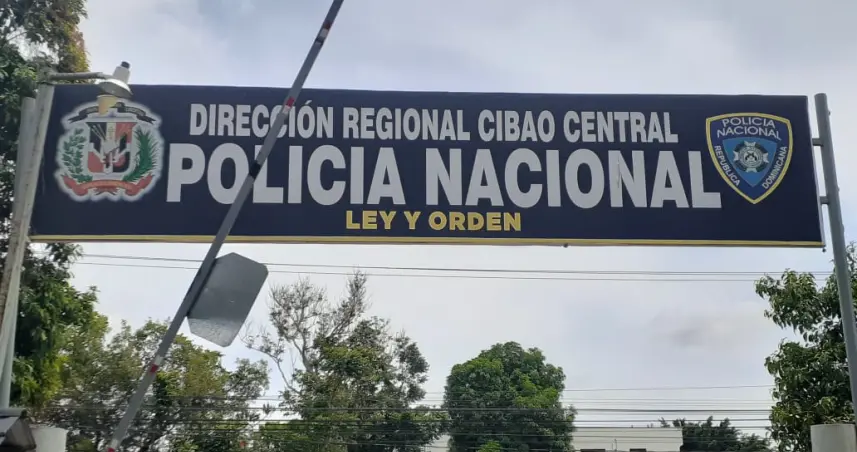 DIRECCIÓN REGIONAL CIBAO CENTRAL
POLICIA NACIONAL
LEY Y ORDEN
POLICIA
NACIONAL
REPUBLICA DOMINICANA